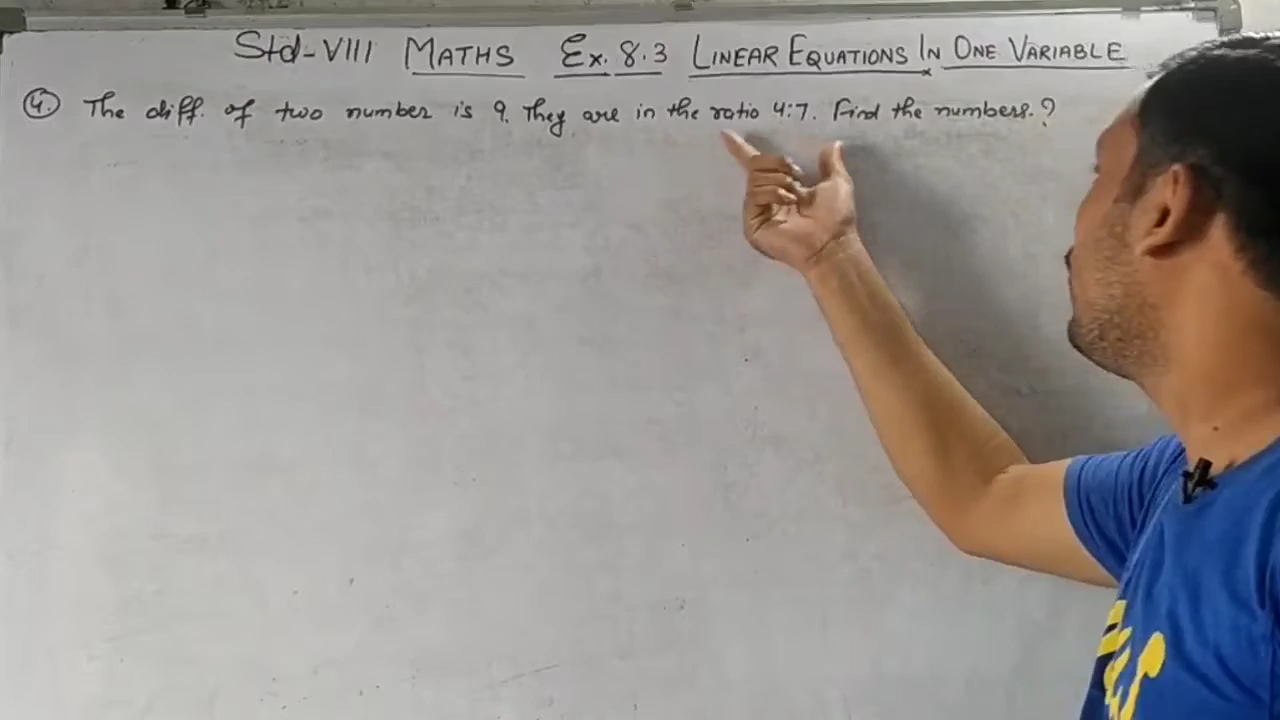 Std-VIII MATHS Ex. 8.3 LINEAR EQUATIONS IN ONE VARIABLE
4. The diff. of two number is 9. They are in the ratio 4:7. Find the numbers.?